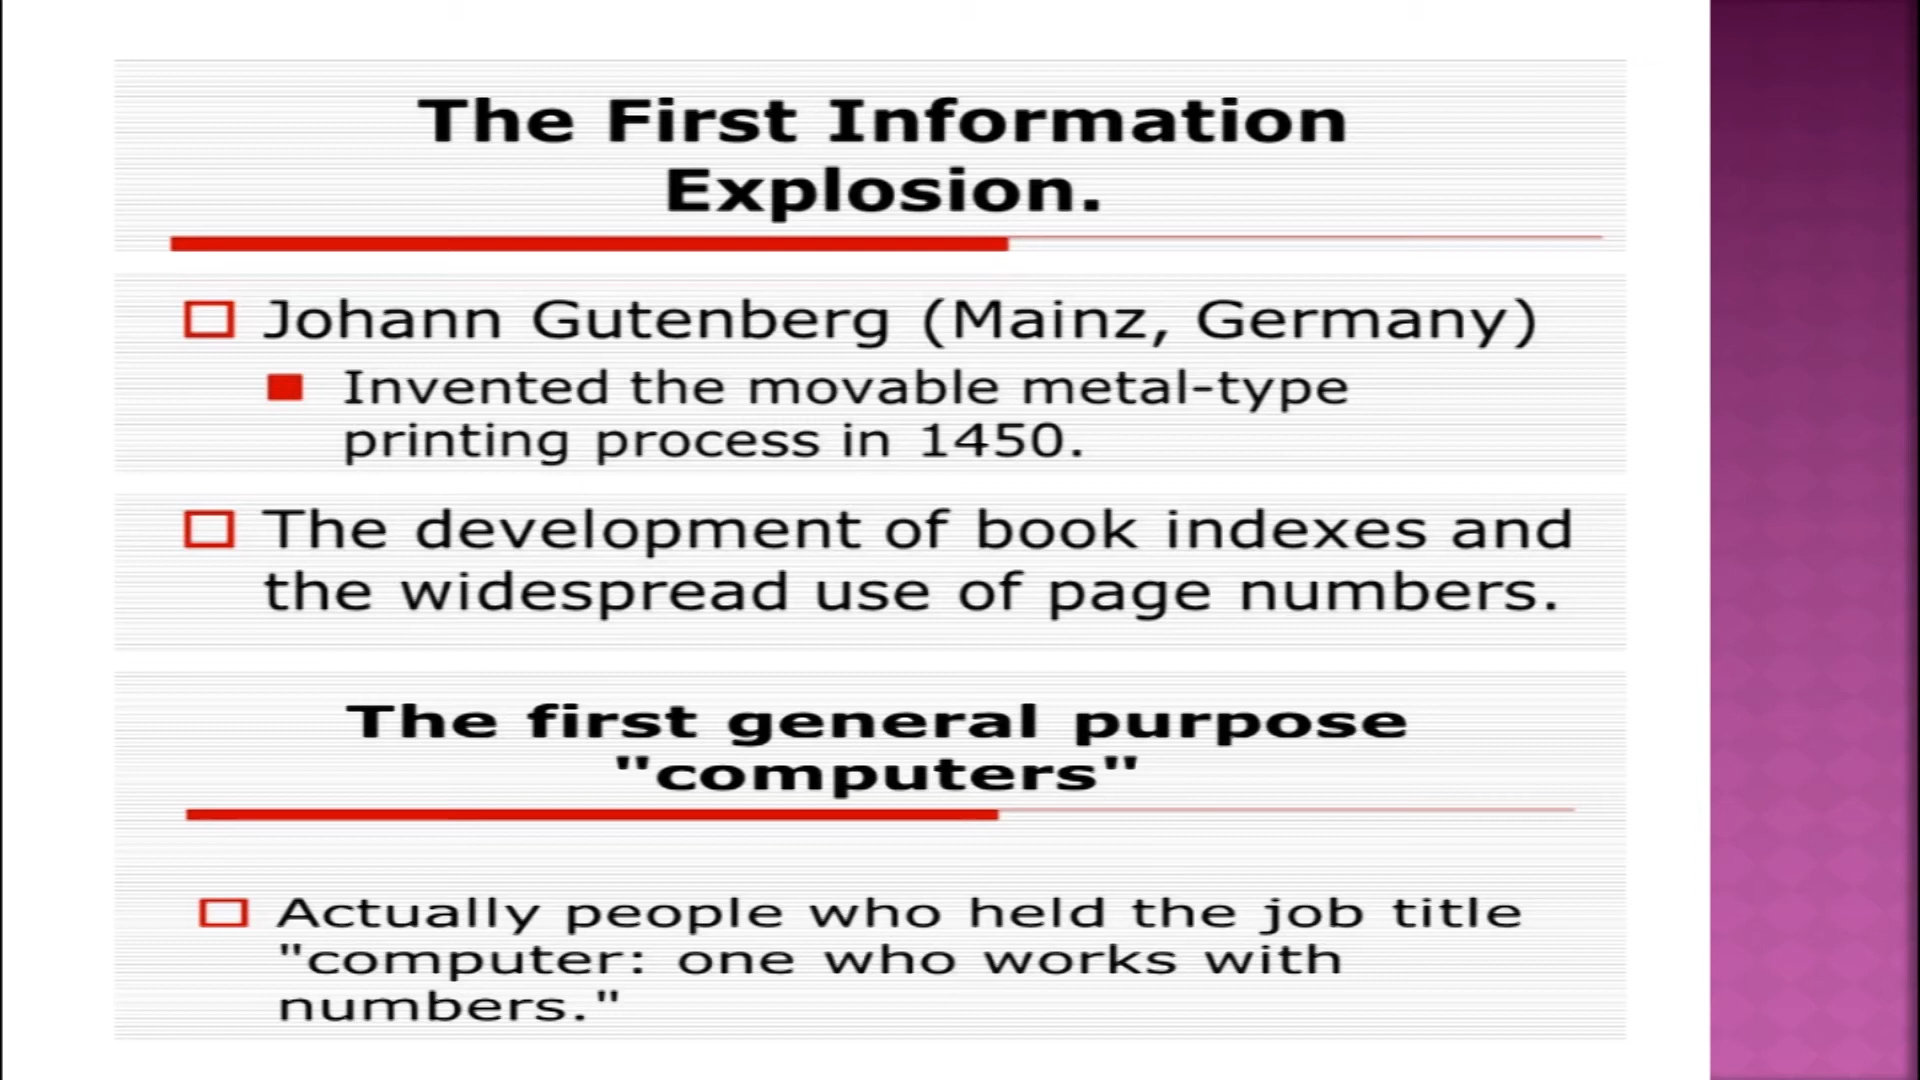 The First Information
Explosion.
Johann Gutenberg (Mainz, Germany)
Invented the movable metal-type
printing process in 1450.
The development of book indexes and
the widespread use of page numbers.
The first general purpose
"computers"
Actually people who held the job title
"computer: one who works with
numbers."